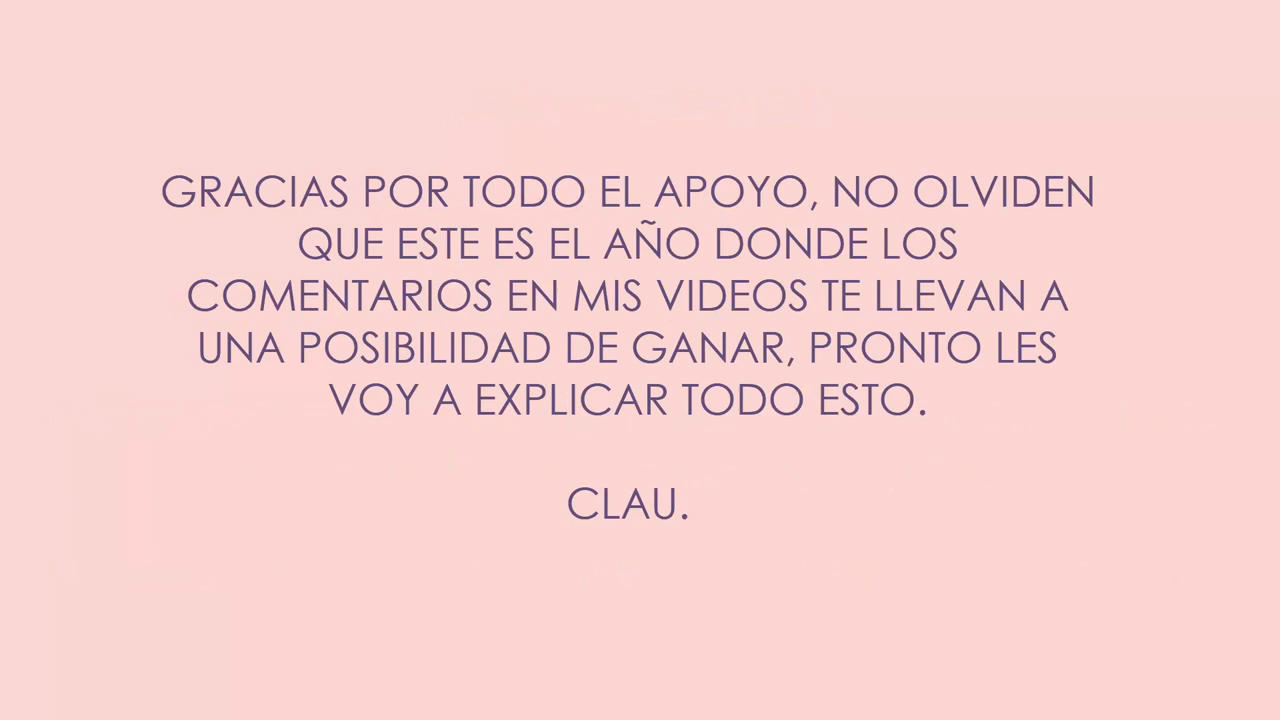 GRACIAS POR TODO EL APOYO, NO OLVIDEN
QUE ESTE ES EL AÑO DONDE LOS
COMENTARIOS EN MIS VIDEOS TE LLEVAN A
UNA POSIBILIDAD DE GANAR, PRONTO LES
VOY A EXPLICAR TODO ESTO.
CLAU.